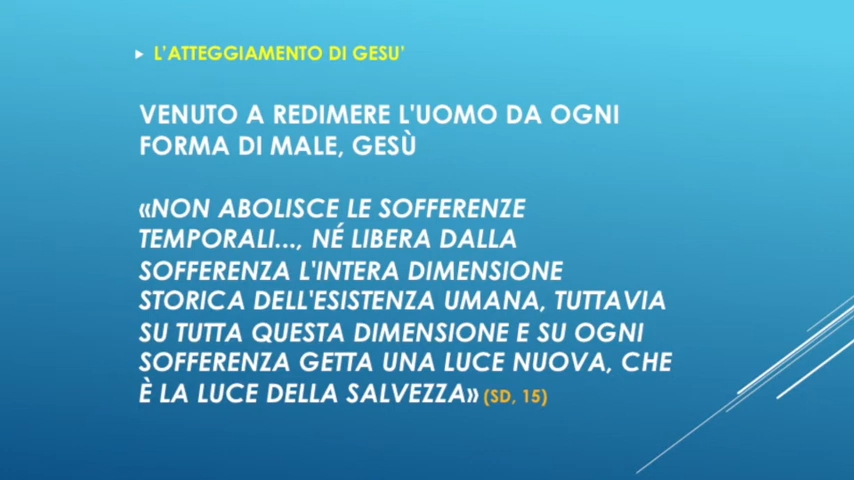 L'ATTEGGIAMENTO DI GESU'
VENUTO A REDIMERE L'UOMO DA OGNI
FORMA DI MALE, GESÙ
«NON ABOLISCE LE SOFFERENZE
TEMPORALI..., NÉ LIBERA DALLA
SOFFERENZA L'INTERA DIMENSIONE
STORICA DELL'ESISTENZA UMANA, TUTTAVIA
SU TUTTA QUESTA DIMENSIONE E SU OGNI
SOFFERENZA GETTA UNA LUCE NUOVA, CHE
È LA LUCE DELLA SALVEZZA» (SD, 15)